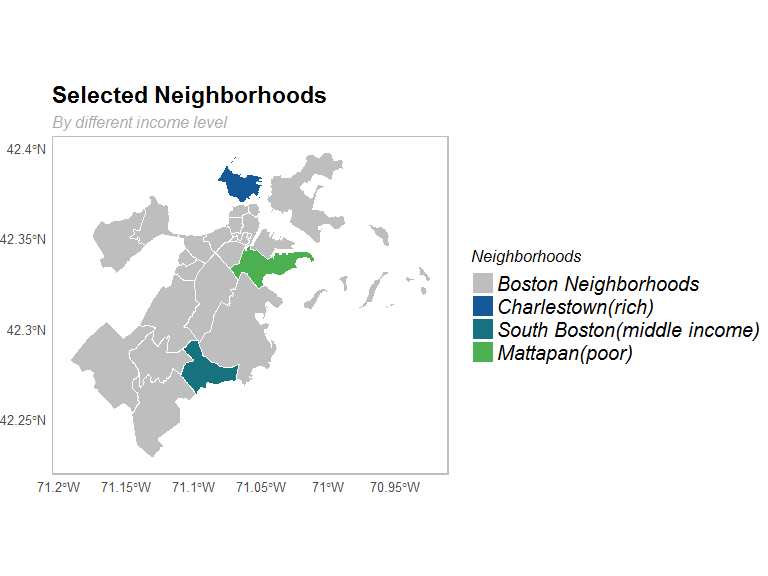 Selected Neighborhoods
By different income level
42.4°N
42.35°N
42.3°N
42.25°N
71.2°W 71.15°W 71.1°W 71.05°W 71°W 70.95°W
Neighborhoods
Boston Neighborhoods
Charlestown(rich)
South Boston(middle income)
Mattapan(poor)